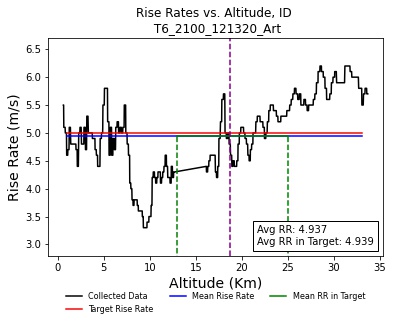 Rise Rates vs. Altitude, ID
T6_2100_121320_Art
Rise Rate (m/s)
6.5
6.0
5.5
5.0
4.5
4.0
3.5
3.0
Avg RR: 4.937
Avg RR in Target: 4.939
0 5 10 15 20 25 30 35
Altitude (Km)
Collected Data Mean Rise Rate Mean RR in Target
Target Rise Rate